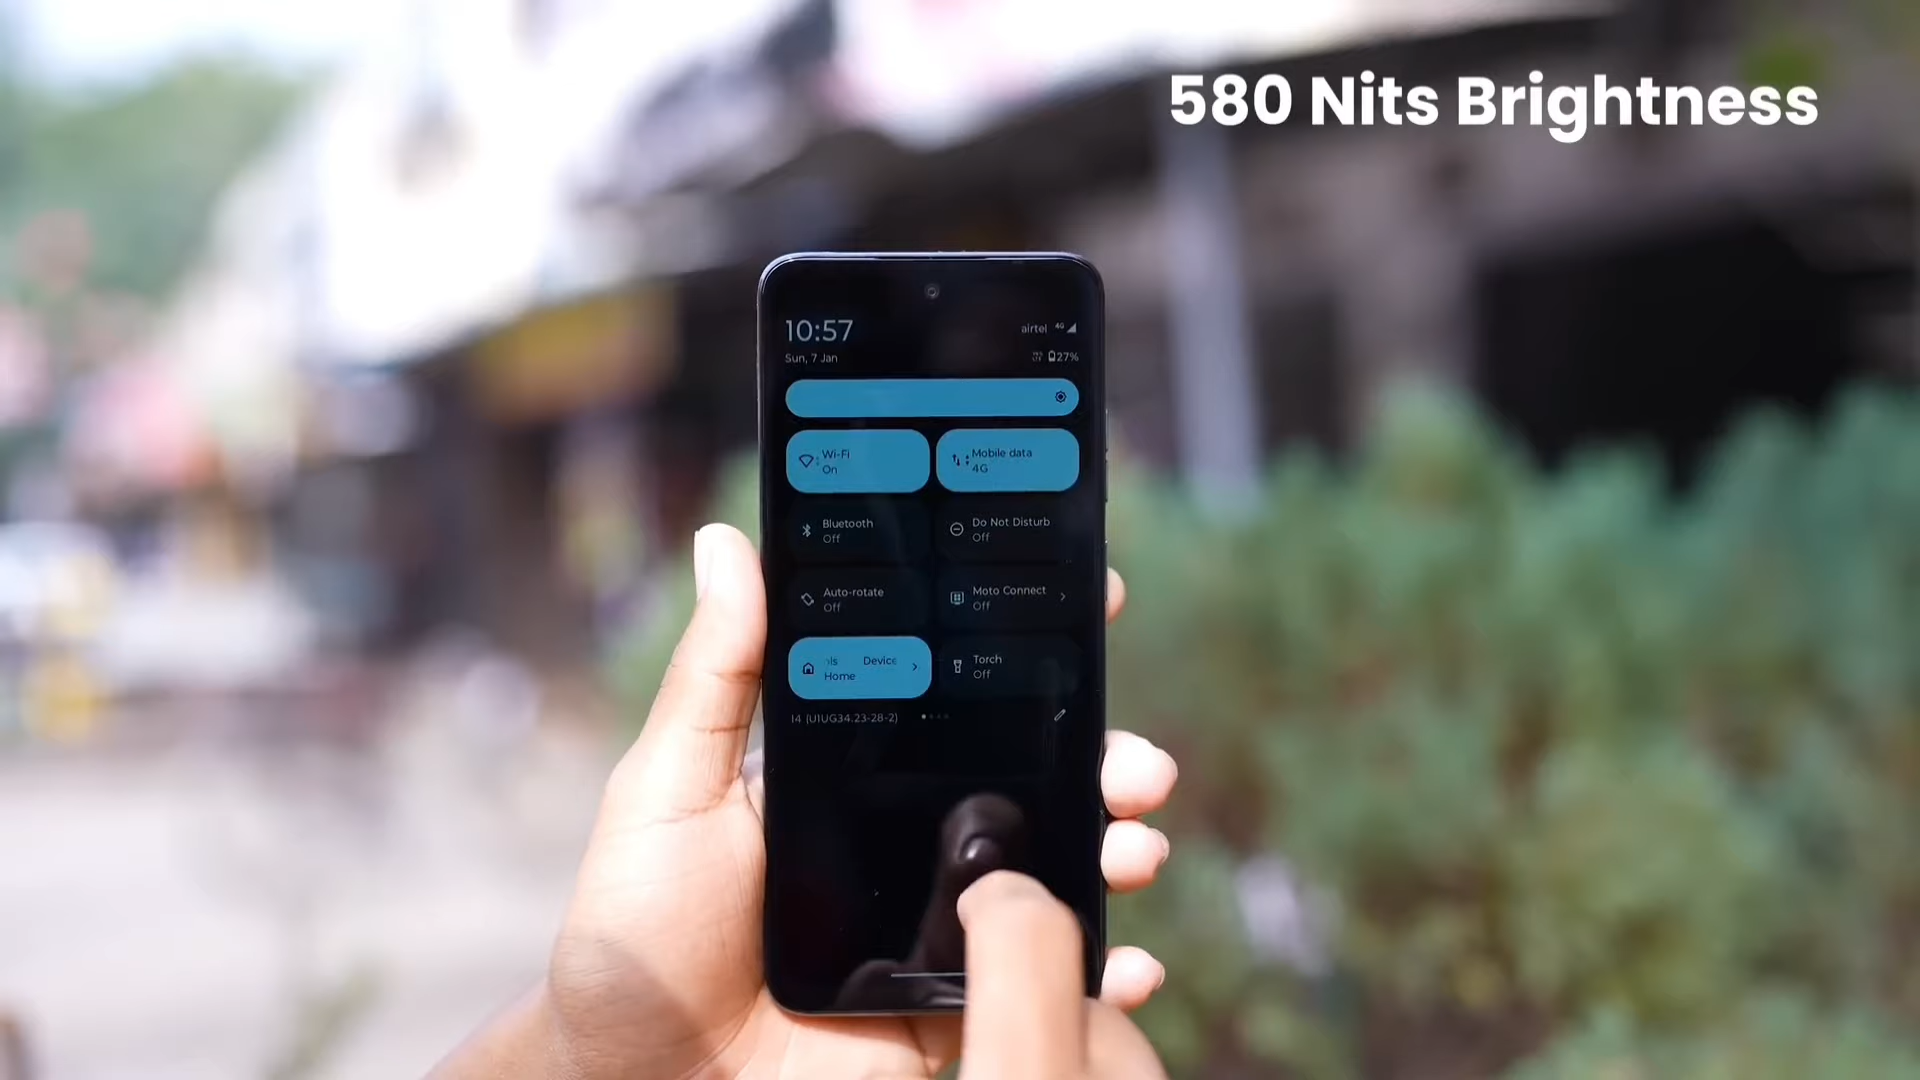 580 Nits Brightness
10:57
airtel 4G
Sun, 7 Jan
27%
Wi-Fi
On
Mobile data
4G
Bluetooth
Off
Do Not Disturb
Off
Auto-rotate
Off
Moto Connect
Off
Device
Home
Torch
Off
14 (U1UG34.23-28-2)